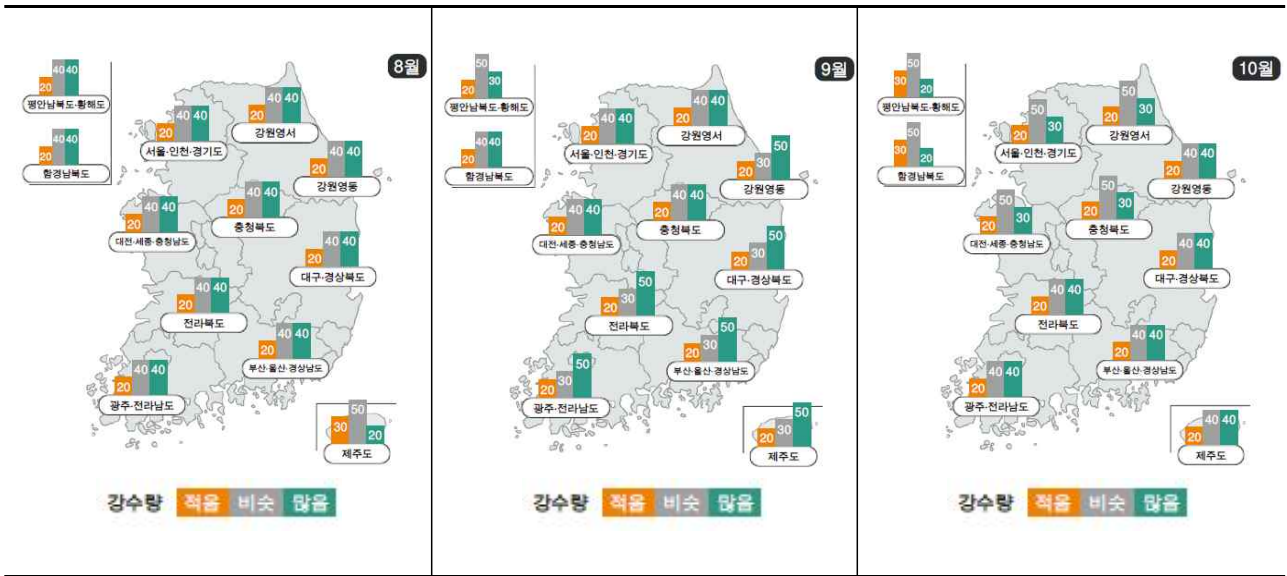 8월
40 40
20
평안남북도·황해도
40 40
20
함경남북도
40 40
20
서울·인천·경기도
40 40
20
강원영서
40 40
20
강원영동
40 40
20
대전·세종·충청남도
40 40
20
충청북도
40 40
20
대구·경상북도
40 40
20
전라북도
40 40
20
부산·울산·경상남도
40 40
20
광주·전라남도
50
30 20
제주도
강수량 적음 비슷 많음
9월
50
20 30
평안남북도·황해도
40 40
20
함경남북도
40 40
20
서울·인천·경기도
40 40
20
강원영서
50
20 30
강원영동
40 40
20
대전·세종·충청남도
40 40
20
충청북도
50
20 30
대구·경상북도
50
20 30
전라북도
50
20 30
부산·울산·경상남도
50
20 30
광주·전라남도
50
20 30
제주도
강수량 적음 비슷 많음
10월
50
30 20
평안남북도·황해도
50
30 20
함경남북도
50
20 30
서울·인천·경기도
50
20 30
강원영서
40 40
20
강원영동
50
20 30
대전·세종·충청남도
50
20 30
충청북도
40 40
20
대구·경상북도
40 40
20
전라북도
40 40
20
부산·울산·경상남도
40 40
20
광주·전라남도
40 40
20
제주도
강수량 적음 비슷 많음